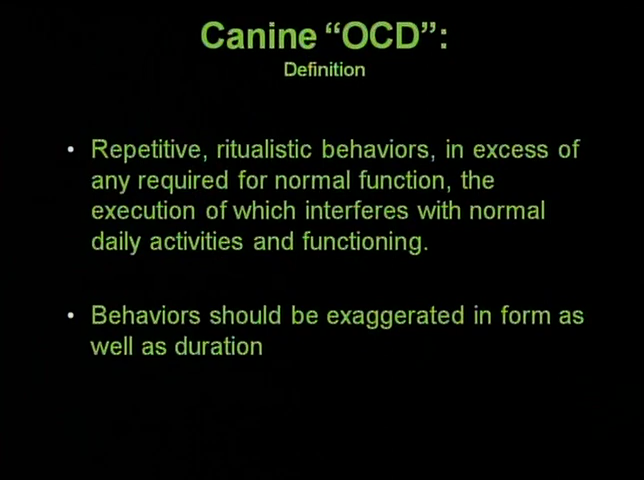 Canine “OCD”:
Definition
• Repetitive, ritualistic behaviors, in excess of
any required for normal function, the
execution of which interferes with normal
daily activities and functioning.
• Behaviors should be exaggerated in form as
well as duration